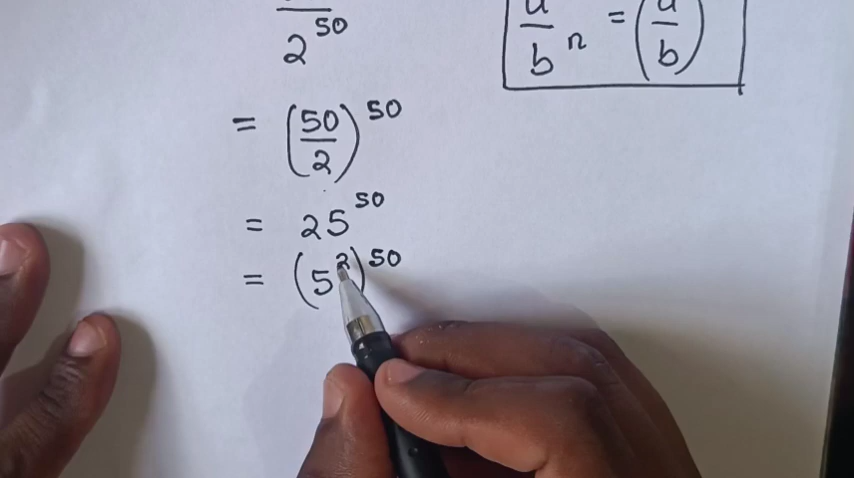 2^50
a/b^n = (a/b)
= (50/2)^50
= 25^50
= (5^2)^50